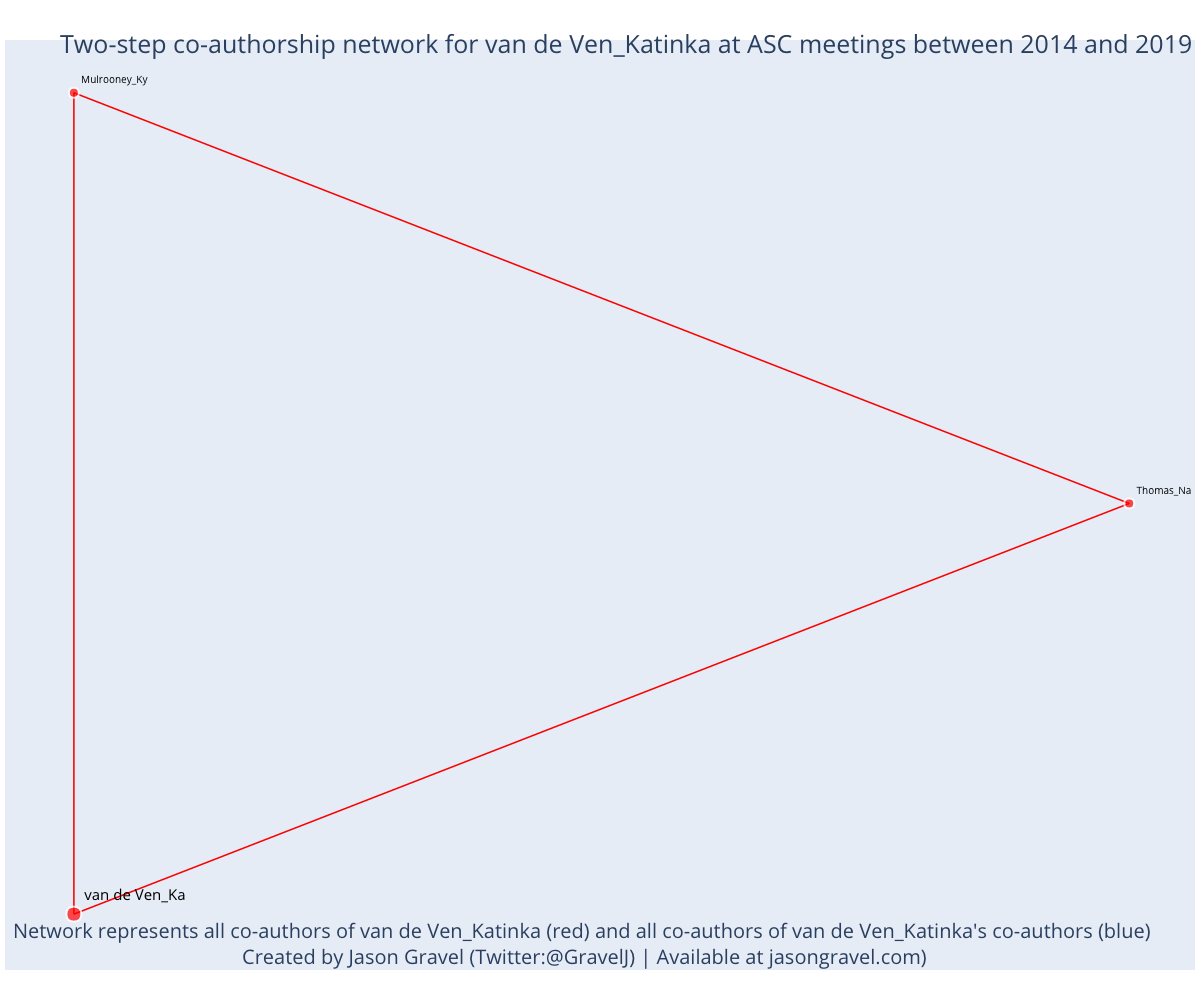 Two-step co-authorship network for van de Ven_Katinka at ASC meetings between 2014 and 2019
Mulrooney_Ky
Thomas_Na
van de Ven_Ka
Network represents all co-authors of van de Ven_Katinka (red) and all co-authors of van de Ven_Katinka's co-authors (blue)
Created by Jason Gravel (Twitter:@GravelJ) | Available at jasongravel.com)